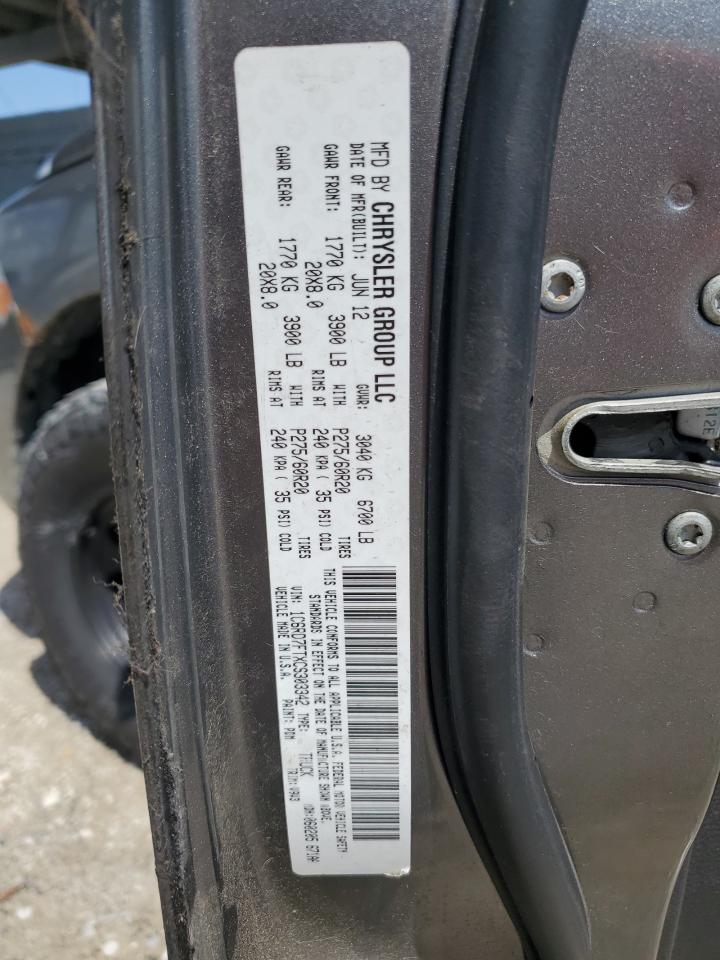 MFD BY CHRYSLER GROUP LLC
DATE OF MFR(BUILT): JUN 12 GVWR: 3040 KG 6700 LB
GAWR FRONT: 1770 KG 3900 LB WITH P275/60R20 TIRES
20X8.0 RIMS AT 240 KPA ( 35 PSI) COLD
GAWR REAR: 1770 KG 3900 LB WITH P275/60R20 TIRES
20X8.0 RIMS AT 240 KPA ( 35 PSI) COLD
THIS VEHICLE CONFORMS TO ALL APPLICABLE U.S.A. FEDERAL MOTOR VEHICLE SAFETY
STANDARDS IN EFFECT ON THE DATE OF MANUFACTURE SHOWN ABOVE.
VIN: 1C6RD7FTXCS303342 TYPE: TRUCK
VEHICLE MADE IN U.S.A. PAINT: PDM